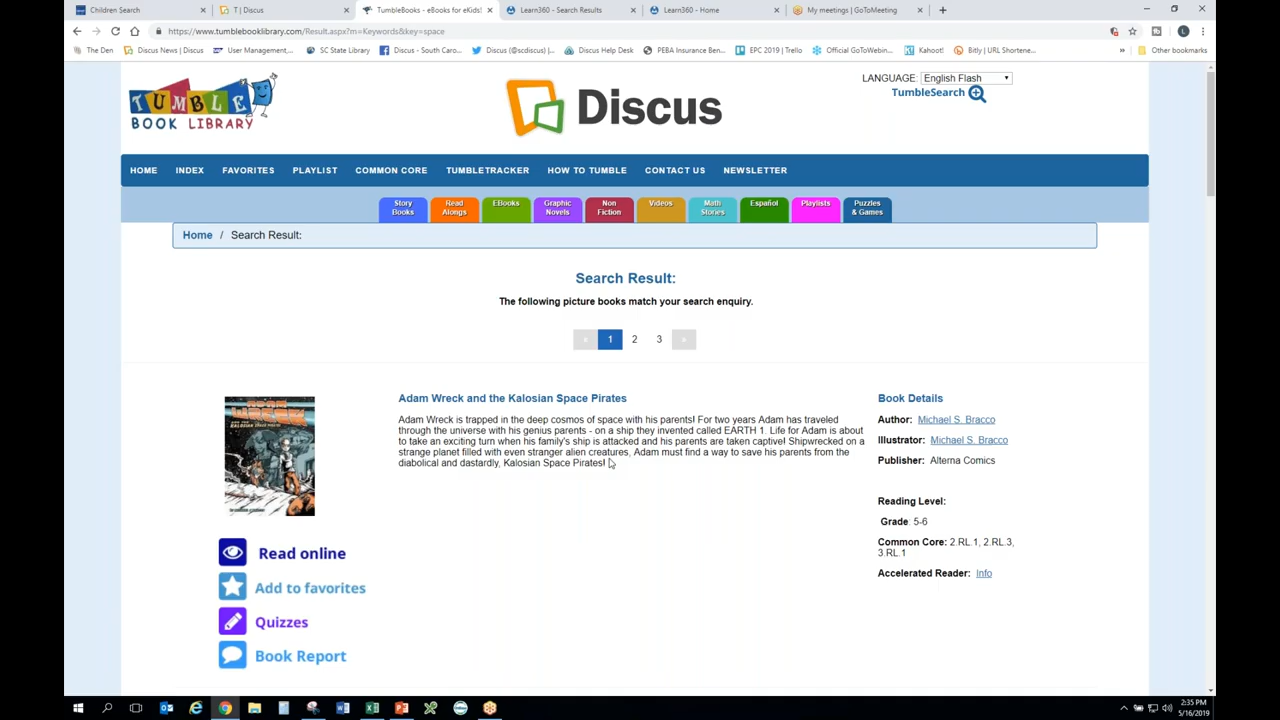 Children Search
T | Discus
TumbleBooks - eBooks for eKids!
Learn360 - Search Results
Learn360 - Home
My meetings | GoToMeeting
https://www.tumblebooklibrary.com/Result.aspx?m=Keywords&key=space
The Den
Discus News | Discus
User Management,...
SC State Library
Discus - South Caro...
Discus (@scdiscus) |...
Discus Help Desk
PEBA Insurance Ben...
EPC 2019 | Trello
Official GoToWebin...
Kahoot!
Bitly | URL Shortene...
Other bookmarks
TUMBLE
BOOK LIBRARY
Discus
LANGUAGE: English Flash
TumbleSearch
HOME
INDEX
FAVORITES
PLAYLIST
COMMON CORE
TUMBLETRACKER
HOW TO TUMBLE
CONTACT US
NEWSLETTER
Story
Books
Read
Alongs
EBooks
Graphic
Novels
Non
Fiction
Videos
Math
Stories
Español
Playlists
Puzzles
& Games
Home / Search Result:
Search Result:
The following picture books match your search enquiry.
« 1 2 3 »
ADAM
WRECK
Adam Wreck and the Kalosian Space Pirates
Adam Wreck is trapped in the deep cosmos of space with his parents! For two years Adam has traveled
through the universe with his genius parents - on a ship they invented called EARTH 1. Life for Adam is about
to take an exciting turn when his family's ship is attacked and his parents are taken captive! Shipwrecked on a
strange planet filled with even stranger alien creatures, Adam must find a way to save his parents from the
diabolical and dastardly, Kalosian Space Pirates!
Book Details
Author: Michael S. Bracco
Illustrator: Michael S. Bracco
Publisher: Alterna Comics
Reading Level:
Grade: 5-6
Common Core: 2.RL.1, 2.RL.3,
3.RL.1
Accelerated Reader: Info
Read online
Add to favorites
Quizzes
Book Report
2:35 PM
5/16/2019